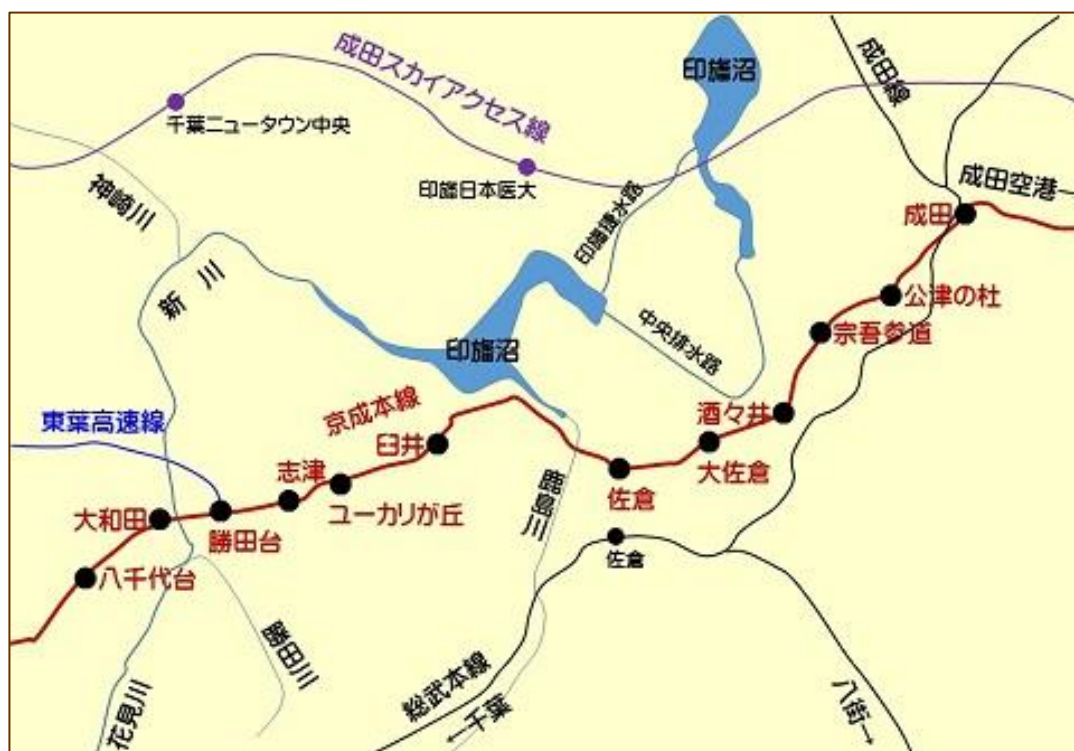 成田スカイアクセス線
印旛沼
成田線
千葉ニュータウン中央
印旛日本医大
神崎川
印旛捷水路
成田空港←
成田
新川
公津の杜
中央排水路
宗吾参道
印旛沼
京成本線
酒々井
東葉高速線
臼井
大佐倉
志津
鹿島川
佐倉
ユーカリが丘
大和田
勝田台
佐倉
八千代台
勝田川
総武本線
八街→
花見川
←千葉